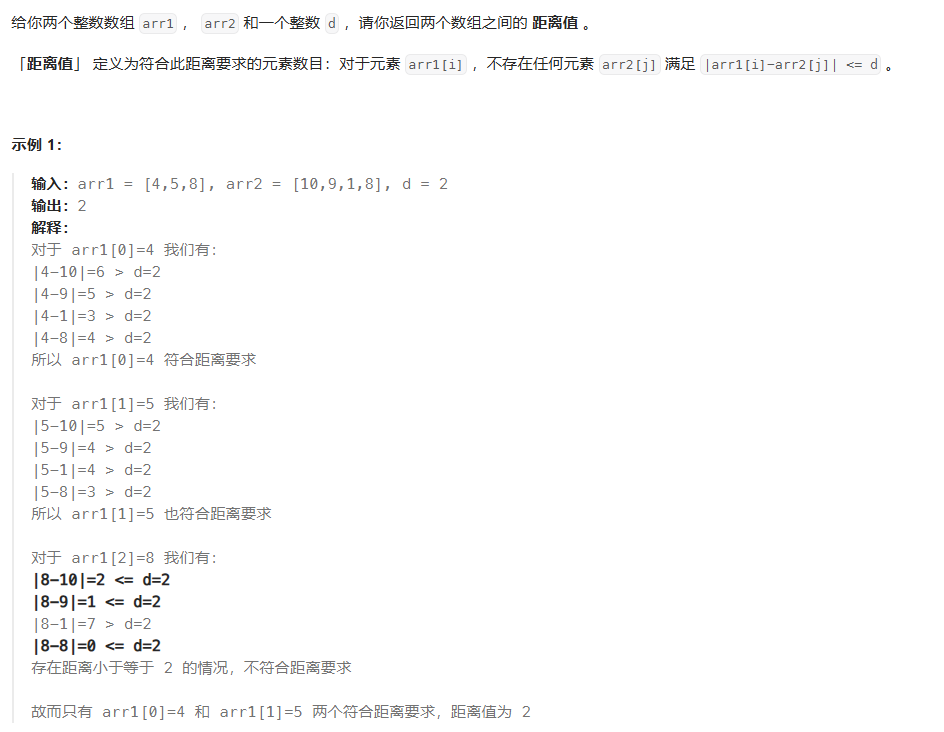 给你两个整数数组 arr1 ， arr2 和一个整数 d ，请你返回两个数组之间的 距离值 。
「距离值」 定义为符合此距离要求的元素数目：对于元素 arr1[i] ，不存在任何元素 arr2[j] 满足 |arr1[i]-arr2[j]| <= d 。
示例 1：
输入：arr1 = [4,5,8], arr2 = [10,9,1,8], d = 2
输出：2
解释：
对于 arr1[0]=4 我们有：
|4-10|=6 > d=2
|4-9|=5 > d=2
|4-1|=3 > d=2
|4-8|=4 > d=2
所以 arr1[0]=4 符合距离要求
对于 arr1[1]=5 我们有：
|5-10|=5 > d=2
|5-9|=4 > d=2
|5-1|=4 > d=2
|5-8|=3 > d=2
所以 arr1[1]=5 也符合距离要求
对于 arr1[2]=8 我们有：
|8-10|=2 <= d=2
|8-9|=1 <= d=2
|8-1|=7 > d=2
|8-8|=0 <= d=2
存在距离小于等于 2 的情况，不符合距离要求
故而只有 arr1[0]=4 和 arr1[1]=5 两个符合距离要求，距离值为 2